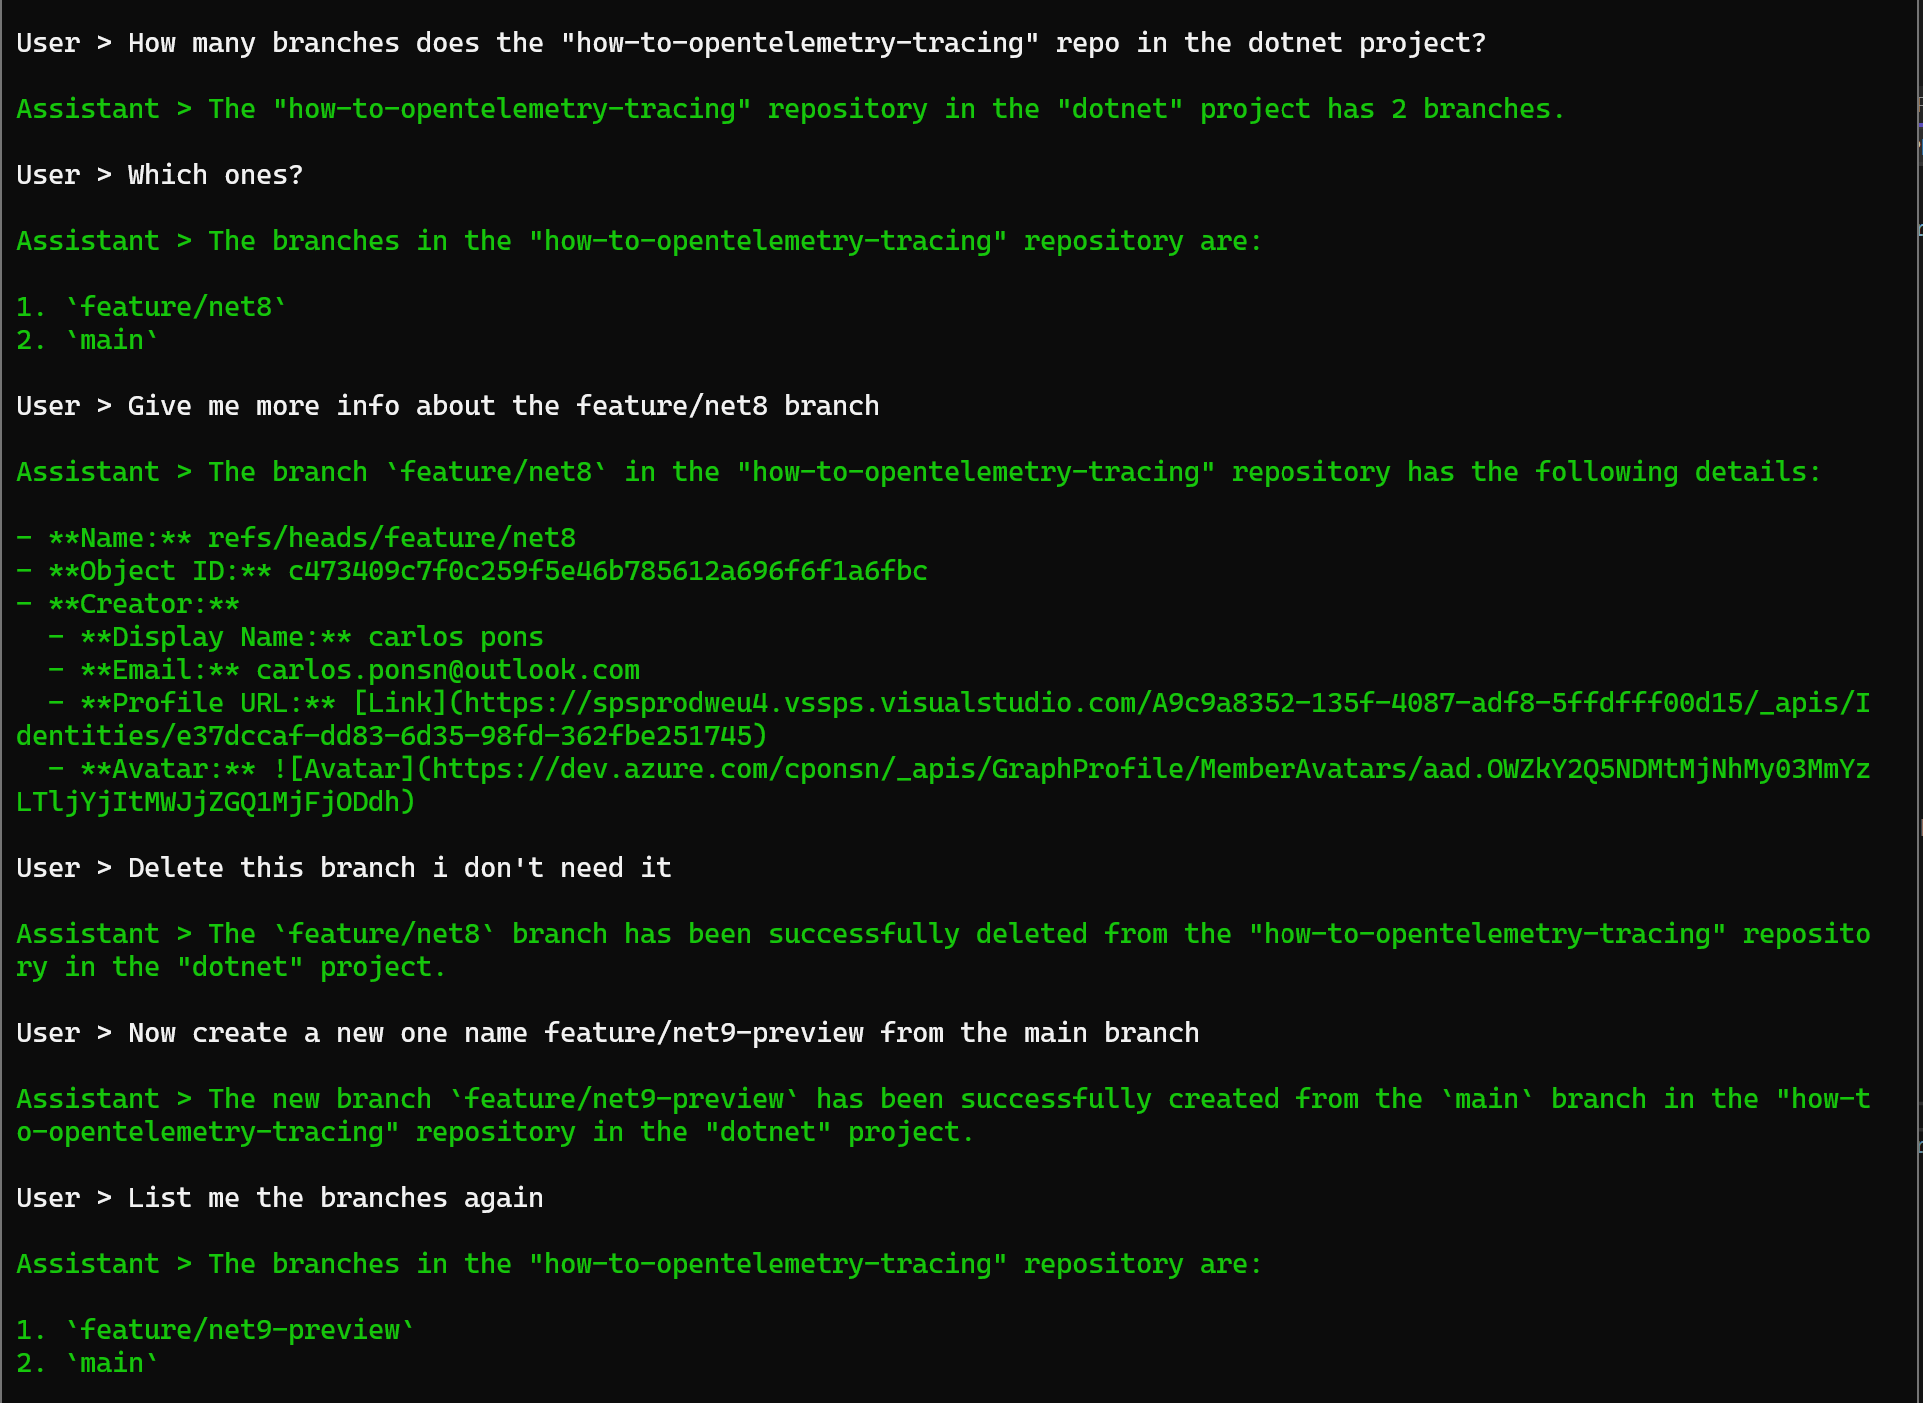 User > How many branches does the "how-to-opentelemetry-tracing" repo in the dotnet project?
Assistant > The "how-to-opentelemetry-tracing" repository in the "dotnet" project has 2 branches.
User > Which ones?
Assistant > The branches in the "how-to-opentelemetry-tracing" repository are:
1. `feature/net8`
2. `main`
User > Give me more info about the feature/net8 branch
Assistant > The branch `feature/net8` in the "how-to-opentelemetry-tracing" repository has the following details:
- **Name:** refs/heads/feature/net8
- **Object ID:** c473409c7f0c259f5e46b785612a696f6f1a6fbc
- **Creator:**
  - **Display Name:** carlos pons
  - **Email:** carlos.ponsn@outlook.com
  - **Profile URL:** [Link](https://spsprodweu4.vssps.visualstudio.com/A9c9a8352-135f-4087-adf8-5ffdfff00d15/_apis/I
dentities/e37dccaf-dd83-6d35-98fd-362fbe251745)
  - **Avatar:** ![Avatar](https://dev.azure.com/cponsn/_apis/GraphProfile/MemberAvatars/aad.OWZkY2Q5NDMtMjNhMy03MmYz
LTljYjItMWJjZGQ1MjFjODdh)
User > Delete this branch i don't need it
Assistant > The `feature/net8` branch has been successfully deleted from the "how-to-opentelemetry-tracing" reposito
ry in the "dotnet" project.
User > Now create a new one name feature/net9-preview from the main branch
Assistant > The new branch `feature/net9-preview` has been successfully created from the `main` branch in the "how-t
o-opentelemetry-tracing" repository in the "dotnet" project.
User > List me the branches again
Assistant > The branches in the "how-to-opentelemetry-tracing" repository are:
1. `feature/net9-preview`
2. `main`